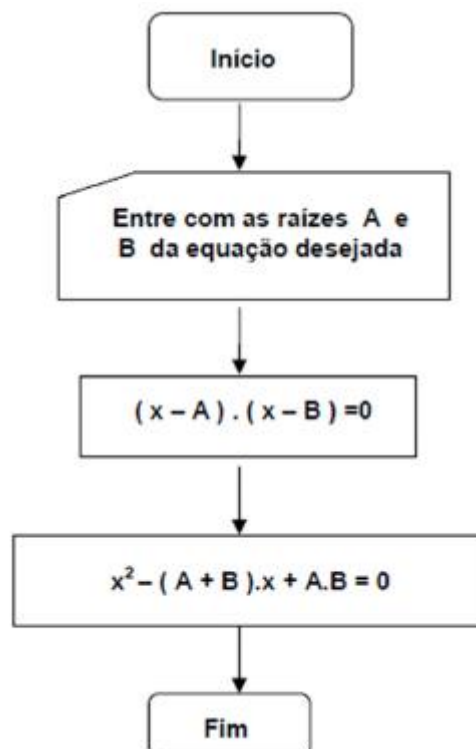 Início
Entre com as raízes A e
B da equação desejada
( x – A ) . ( x – B ) =0
x² – ( A + B ).x + A.B = 0
Fim